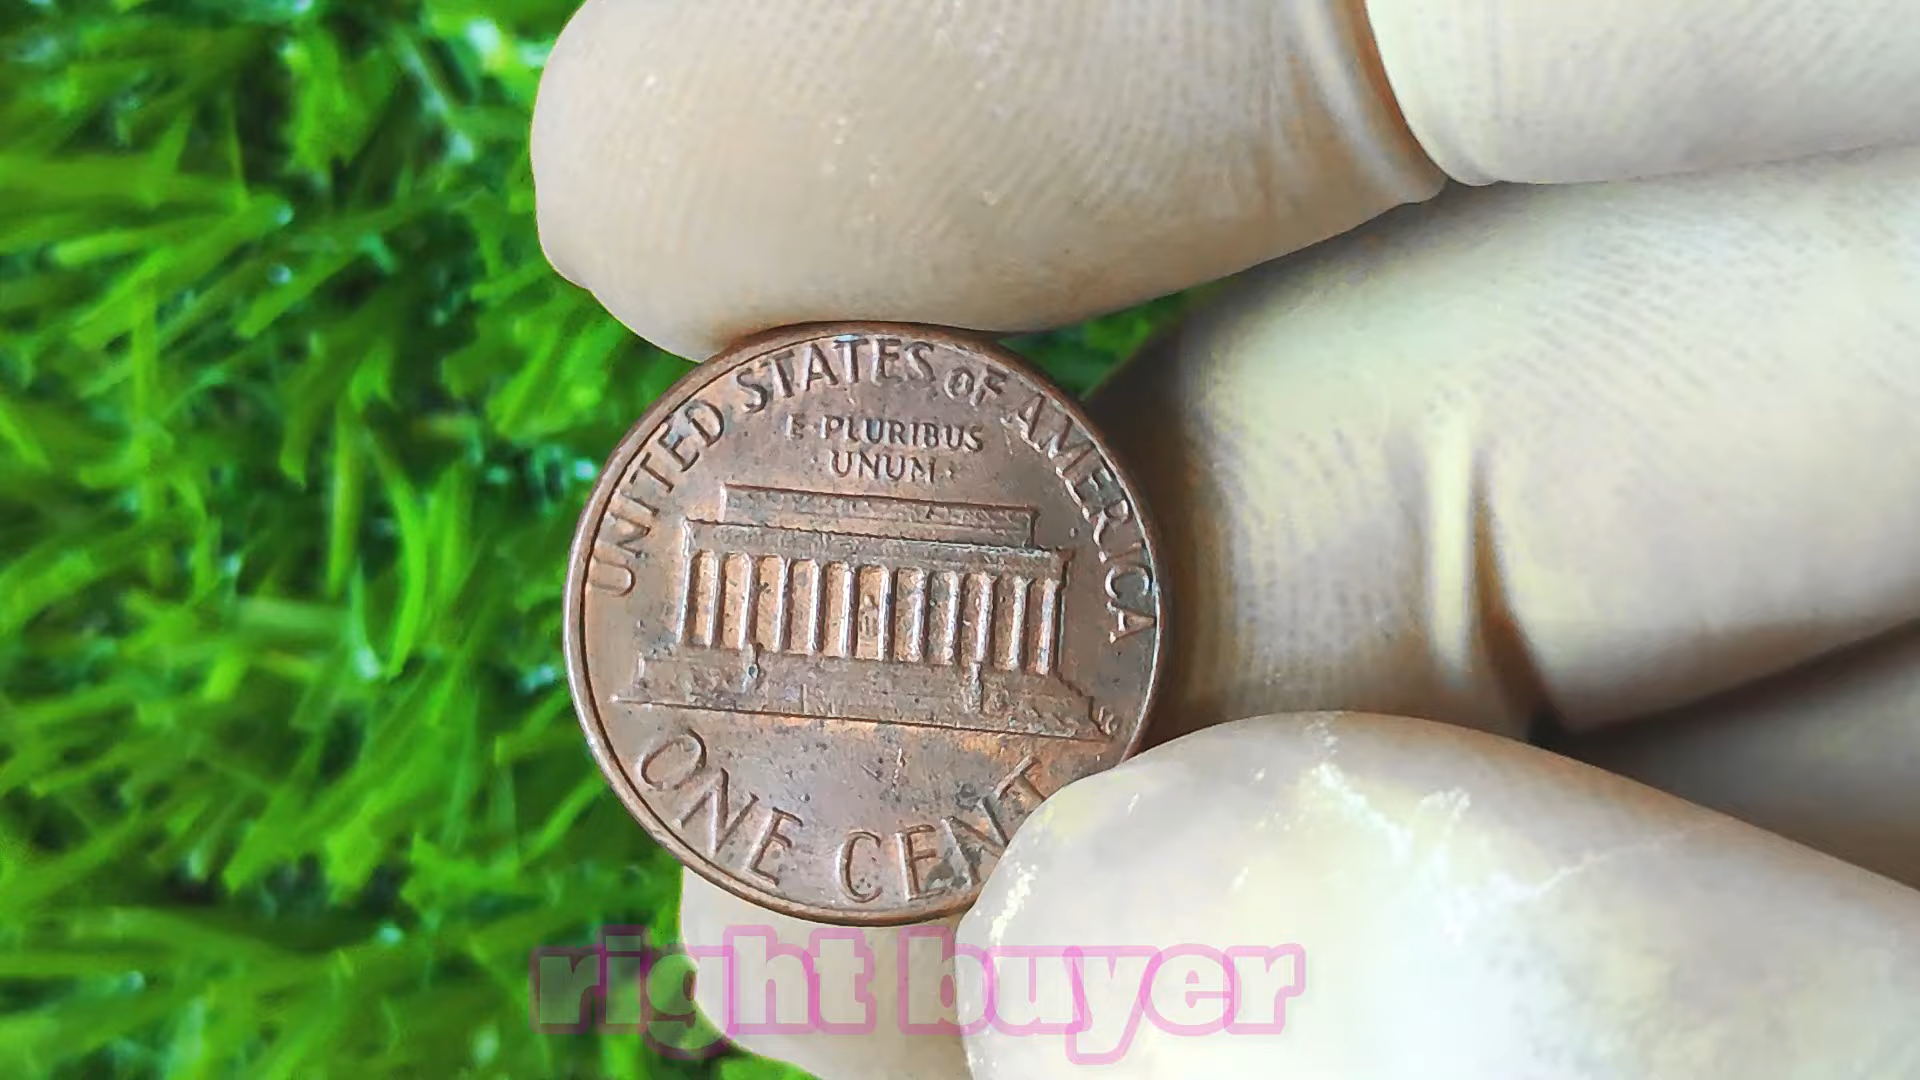 UNITED STATES OF AMERICA
E PLURIBUS
UNUM
ONE CENT
right buyer